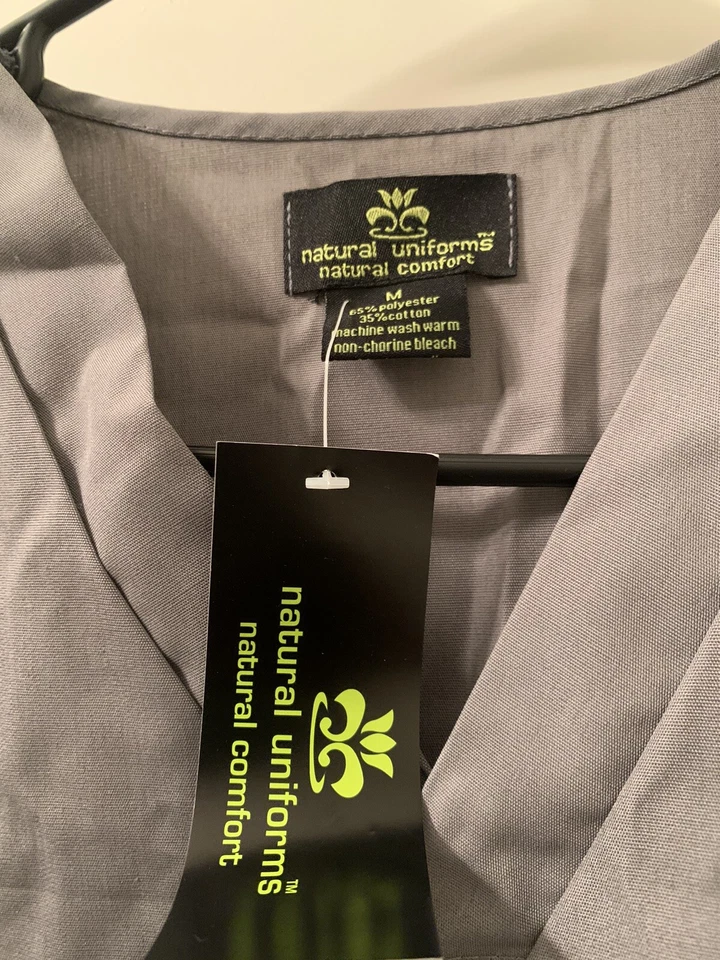 natural uniforms™
natural comfort
M
65% polyester
35% cotton
machine wash warm
non-chorine bleach
natural uniforms™
natural comfort